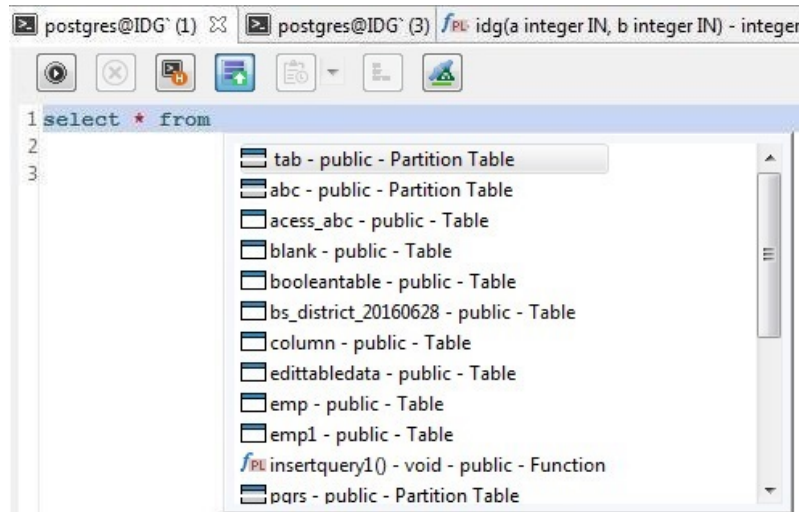 postgres@IDG` (1) postgres@IDG` (3) idg(a integer IN, b integer IN) - integer
1 select * from
2
3
tab - public - Partition Table
abc - public - Partition Table
acess_abc - public - Table
blank - public - Table
booleantable - public - Table
bs_district_20160628 - public - Table
column - public - Table
edittabledata - public - Table
emp - public - Table
emp1 - public - Table
insertquery1() - void - public - Function
pqrs - public - Partition Table